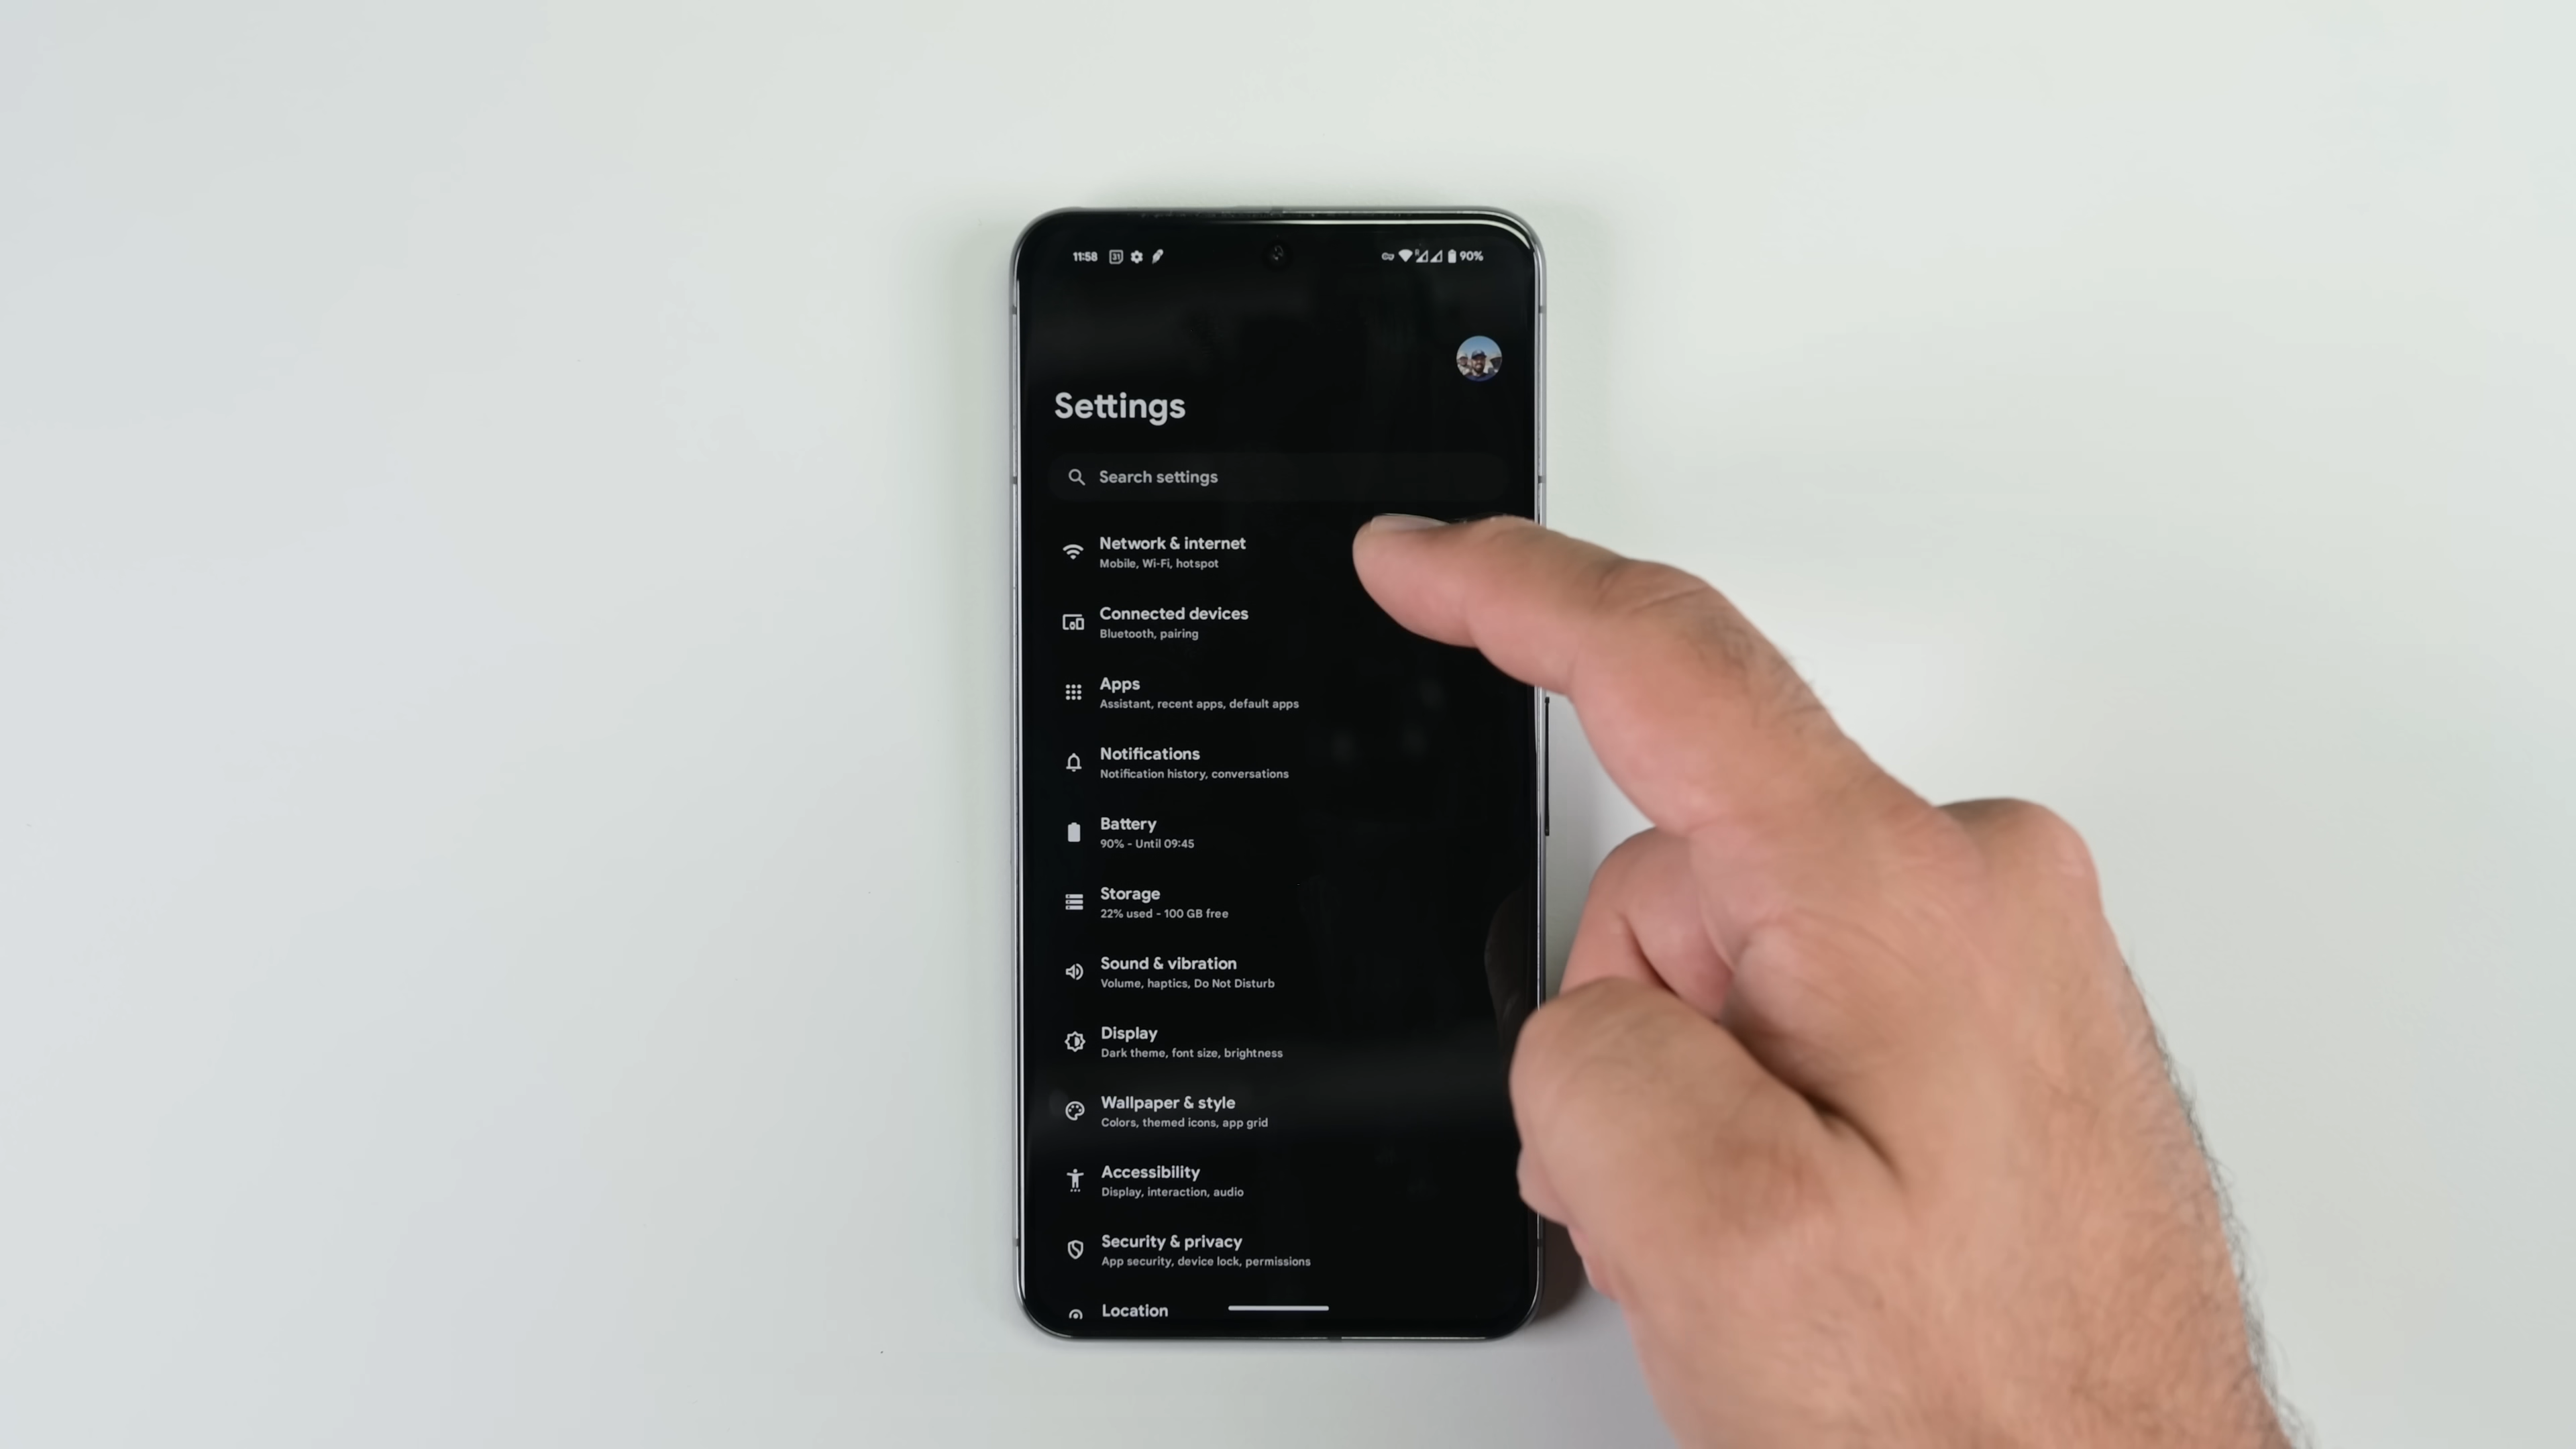 11:58 31 90%
Settings
Search settings
Network & internet
Mobile, Wi-Fi, hotspot
Connected devices
Bluetooth, pairing
Apps
Assistant, recent apps, default apps
Notifications
Notification history, conversations
Battery
90% - Until 09:45
Storage
22% used - 100 GB free
Sound & vibration
Volume, haptics, Do Not Disturb
Display
Dark theme, font size, brightness
Wallpaper & style
Colors, themed icons, app grid
Accessibility
Display, interaction, audio
Security & privacy
App security, device lock, permissions
Location